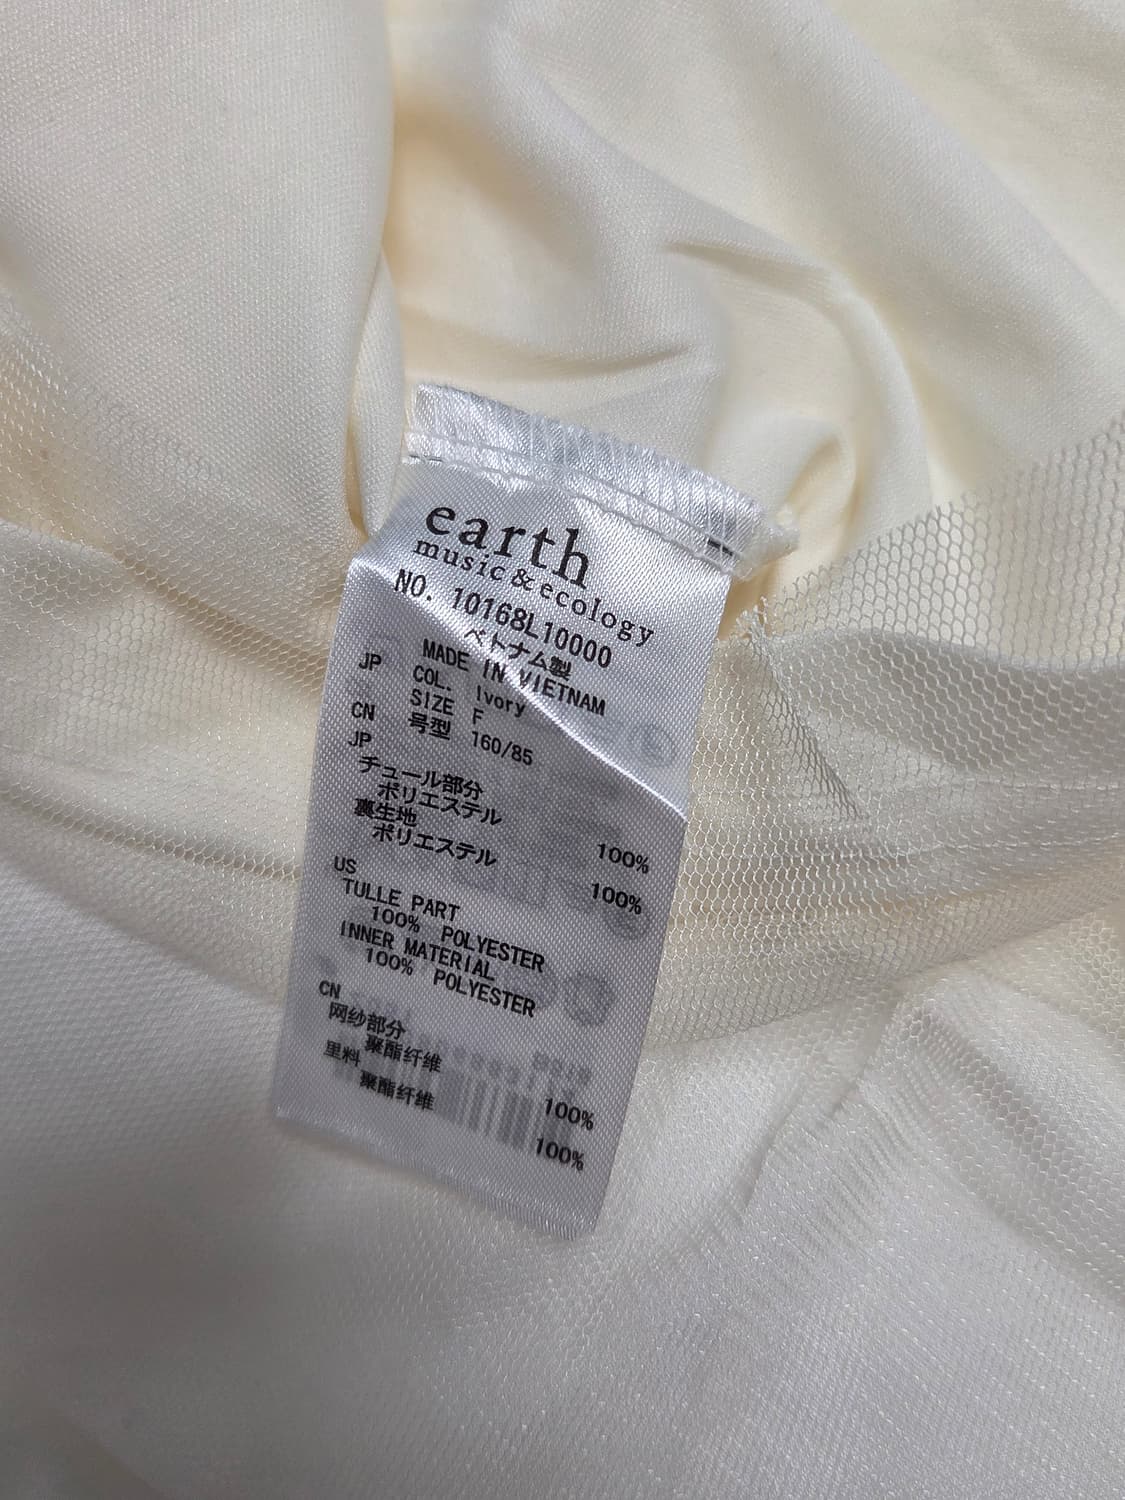 earth
music&ecology
NO. 10168L10000
ベトナム製
MADE IN VIETNAM
JP COL. Ivory
SIZE F
CN 号型 160/85
JP
チュール部分
ポリエステル 100%
裏生地
ポリエステル 100%
US
TULLE PART
100% POLYESTER
INNER MATERIAL
100% POLYESTER
CN
网纱部分
聚酯纤维 100%
里料
聚酯纤维 100%